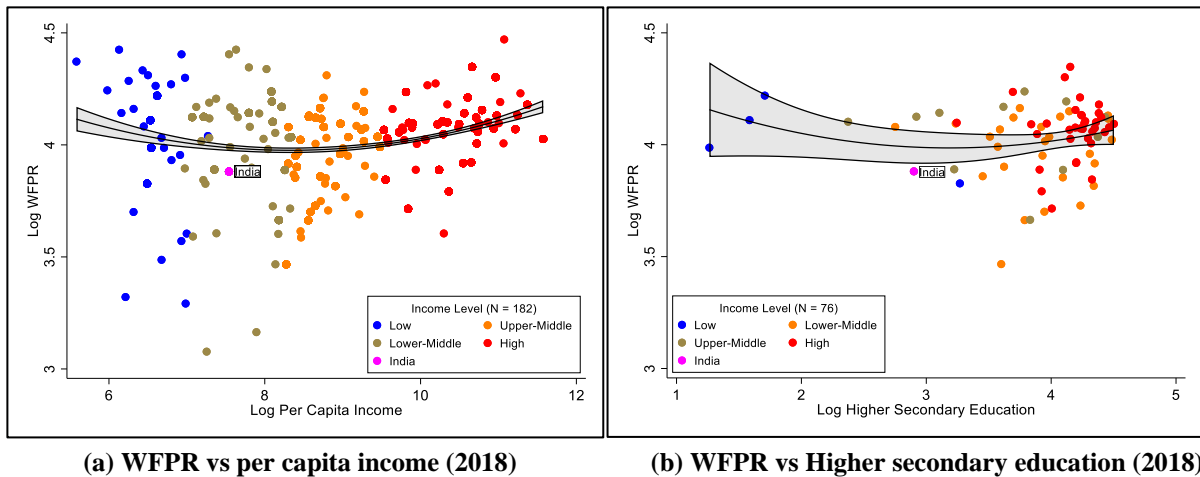 4.5
4
3.5
3
Log WFPR
India
Income Level (N = 182)
Low Upper-Middle
Lower-Middle High
India
6 8 10 12
Log Per Capita Income
4.5
4
3.5
3
Log WFPR
India
Income Level (N = 76)
Low Lower-Middle
Upper-Middle High
India
1 2 3 4 5
Log Higher Secondary Education
(a) WFPR vs per capita income (2018)
(b) WFPR vs Higher secondary education (2018)